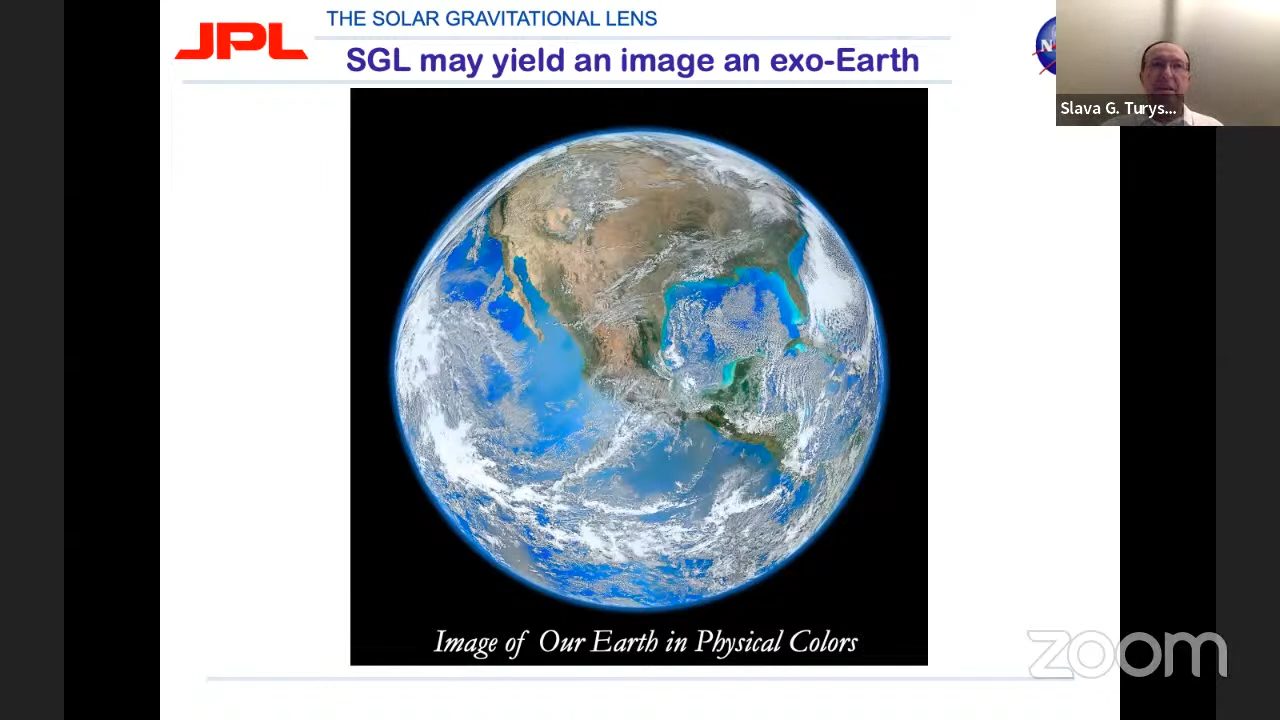 JPL
THE SOLAR GRAVITATIONAL LENS
SGL may yield an image an exo-Earth
Slava G. Turys...
Image of Our Earth in Physical Colors
zoom